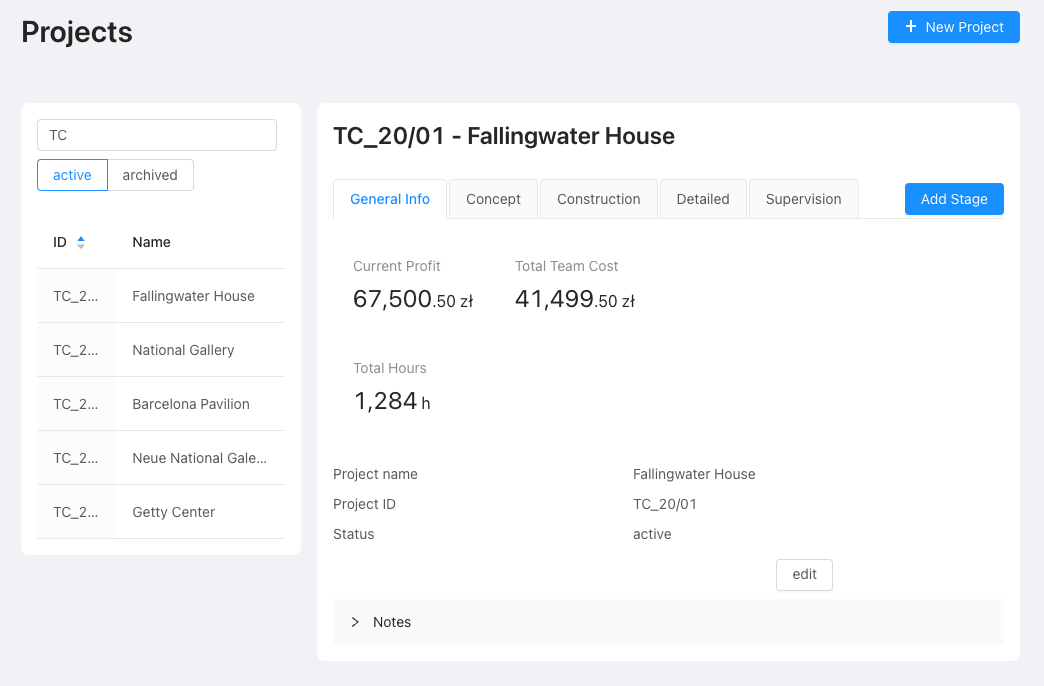 Projects
+ New Project
TC
active archived
ID Name
TC_2... Fallingwater House
TC_2... National Gallery
TC_2... Barcelona Pavilion
TC_2... Neue National Gale...
TC_2... Getty Center
TC_20/01 - Fallingwater House
General Info Concept Construction Detailed Supervision Add Stage
Current Profit Total Team Cost
67,500.50 zł 41,499.50 zł
Total Hours
1,284 h
Project name Fallingwater House
Project ID TC_20/01
Status active
edit
Notes